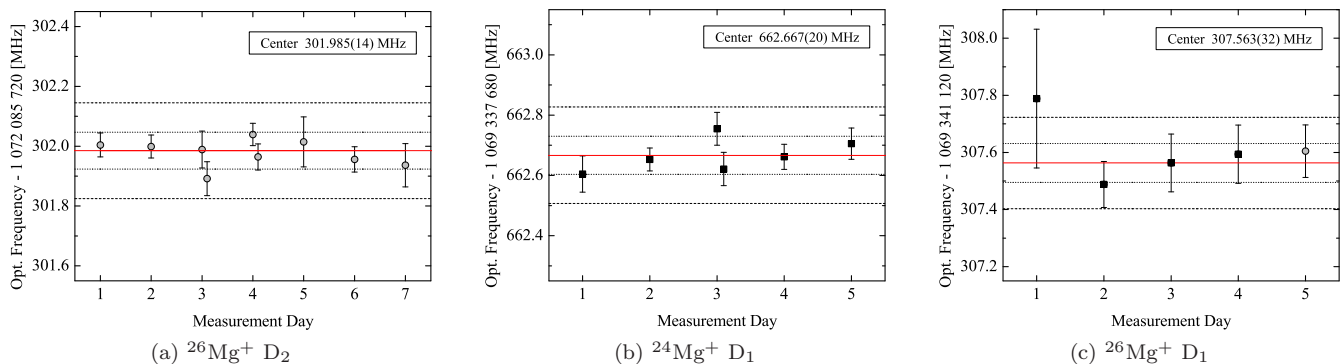 302.4
302.2
302.0
301.8
301.6
Opt. Frequency - 1 072 085 720 [MHz]
Center 301.985(14) MHz
1 2 3 4 5 6 7
Measurement Day
(a) ²⁶Mg⁺ D₂
663.0
662.8
662.6
662.4
Opt. Frequency - 1 069 337 680 [MHz]
Center 662.667(20) MHz
1 2 3 4 5
Measurement Day
(b) ²⁴Mg⁺ D₁
308.0
307.8
307.6
307.4
307.2
Opt. Frequency - 1 069 341 120 [MHz]
Center 307.563(32) MHz
1 2 3 4 5
Measurement Day
(c) ²⁶Mg⁺ D₁